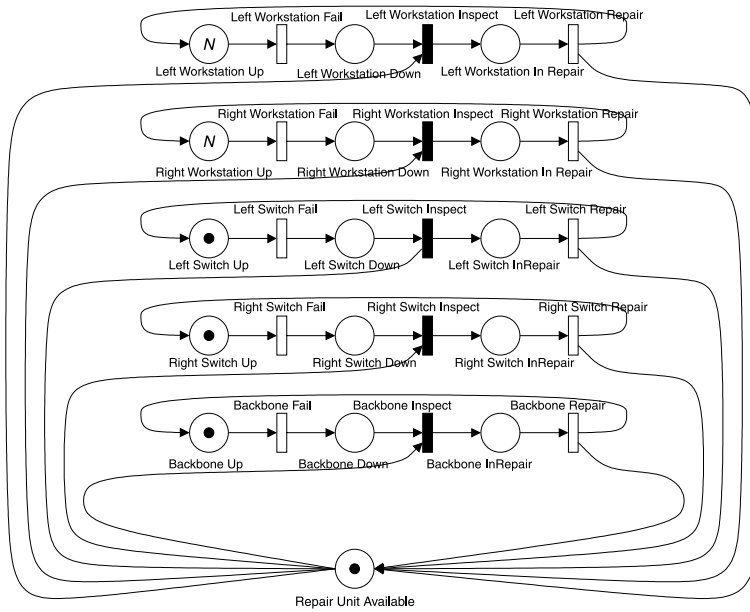 Left Workstation Fail Left Workstation Inspect Left Workstation Repair
N
Left Workstation Up Left Workstation Down Left Workstation In Repair
Right Workstation Fail Right Workstation Inspect Right Workstation Repair
N
Right Workstation Up Right Workstation Down Right Workstation In Repair
Left Switch Fail Left Switch Inspect Left Switch Repair
Left Switch Up Left Switch Down Left Switch InRepair
Right Switch Fail Right Switch Inspect Right Switch Repair
Right Switch Up Right Switch Down Right Switch InRepair
Backbone Fail Backbone Inspect Backbone Repair
Backbone Up Backbone Down Backbone InRepair
Repair Unit Available